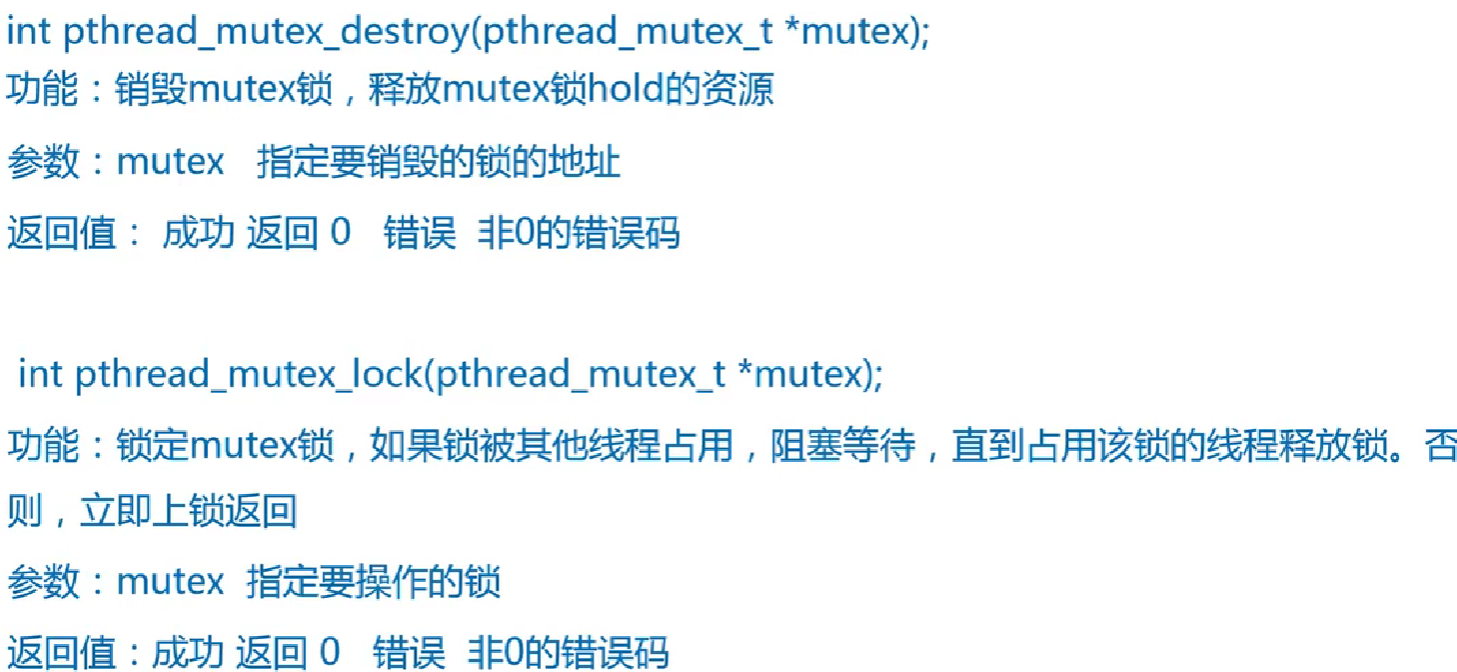 int pthread_mutex_destroy(pthread_mutex_t *mutex);
功能：销毁mutex锁，释放mutex锁hold的资源
参数：mutex 指定要销毁的锁的地址
返回值： 成功 返回 0 错误 非0的错误码
int pthread_mutex_lock(pthread_mutex_t *mutex);
功能：锁定mutex锁，如果锁被其他线程占用，阻塞等待，直到占用该锁的线程释放锁。否
则，立即上锁返回
参数：mutex 指定要操作的锁
返回值：成功 返回 0 错误 非0的错误码